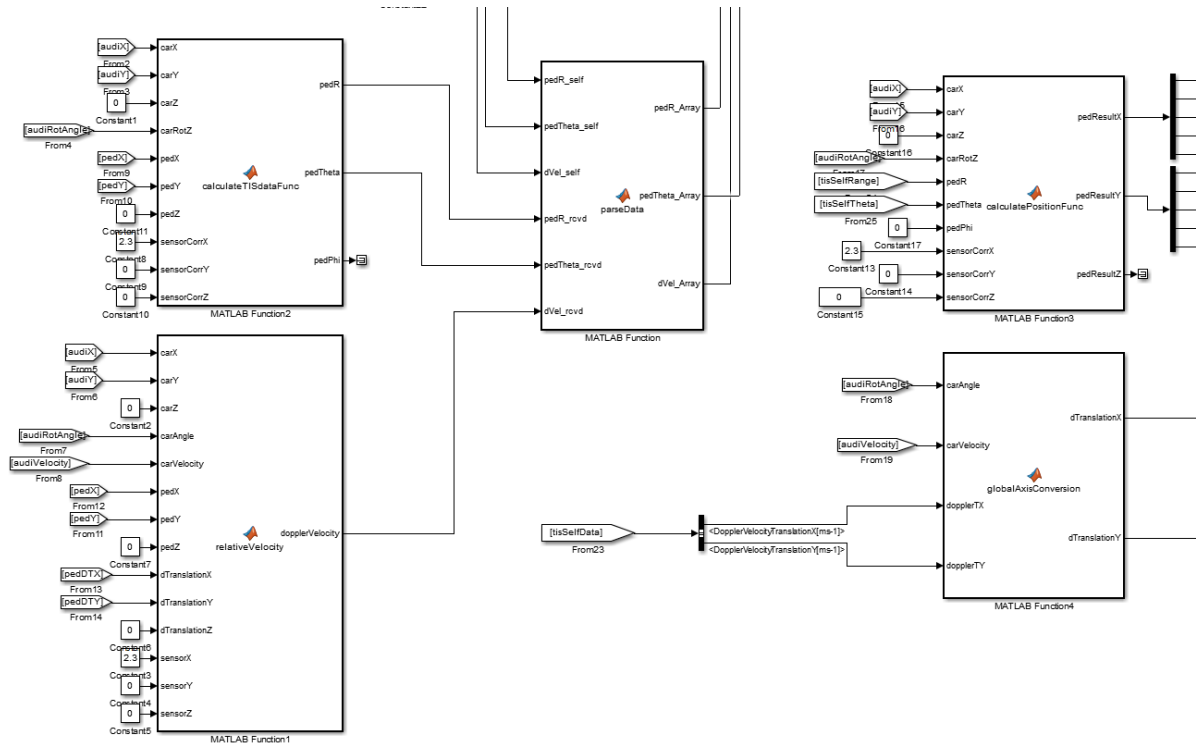 [audiX]
From2
[audiY]
From3
0
Constant1
[audiRotAngle]
From4
[pedX]
From9
[pedY]
From10
0
Constant11
2.3
Constant8
0
Constant9
0
Constant10
carX
carY
carZ
carRotZ
pedX
pedY
pedZ
sensorCorrX
sensorCorrY
sensorCorrZ
calculateTISdataFunc
pedR
pedTheta
pedPhi
MATLAB Function2
pedR_self
pedTheta_self
dVel_self
pedR_rcvd
pedTheta_rcvd
dVel_rcvd
parseData
pedR_Array
pedTheta_Array
dVel_Array
MATLAB Function
[audiX]
[audiY]
From16
0
Constant16
[audiRotAngle]
[tisSelfRange]
[tisSelfTheta]
From25
0
Constant17
2.3
Constant13
0
Constant14
0
Constant15
carX
carY
carZ
carRotZ
pedR
pedTheta
pedPhi
sensorCorrX
sensorCorrY
sensorCorrZ
calculatePositionFunc
pedResultX
pedResultY
pedResultZ
MATLAB Function3
[audiX]
From5
[audiY]
From6
0
Constant2
[audiRotAngle]
From7
[audiVelocity]
From8
[pedX]
From12
[pedY]
From11
0
Constant7
[pedDTX]
From13
[pedDTY]
From14
0
Constant6
2.3
Constant3
0
Constant4
0
Constant5
carX
carY
carZ
carAngle
carVelocity
pedX
pedY
pedZ
dTranslationX
dTranslationY
dTranslationZ
sensorX
sensorY
sensorZ
relativeVelocity
dopplerVelocity
MATLAB Function1
[tisSelfData]
From23
<DopplerVelocityTranslationX[ms-1]>
<DopplerVelocityTranslationY[ms-1]>
[audiRotAngle]
From18
[audiVelocity]
From19
carAngle
carVelocity
dopplerTX
dopplerTY
globalAxisConversion
dTranslationX
dTranslationY
MATLAB Function4